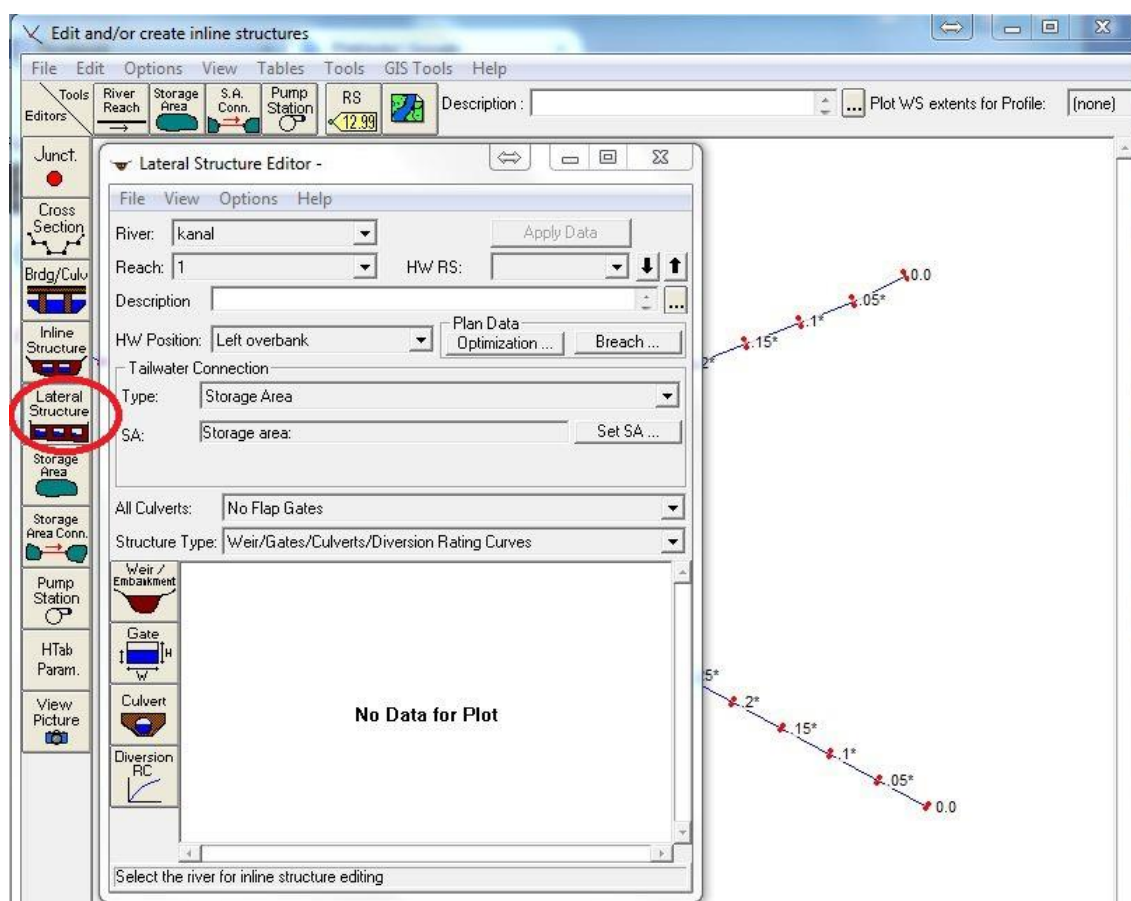 Edit and/or create inline structures
File Edit Options View Tables Tools GIS Tools Help
Tools
Editors
River Reach
Storage Area
S.A. Conn.
Pump Station
RS
12.99
Description :
...
Plot WS extents for Profile:
(none)
Junct.
Cross Section
Brdg/Culv
Inline Structure
Lateral Structure
Storage Area
Storage Area Conn.
Pump Station
HTab Param.
View Picture
Lateral Structure Editor -
File View Options Help
River: kanal
Apply Data
Reach: 1
HW RS:
Description
...
HW Position: Left overbank
Plan Data
Optimization ...
Breach ...
Tailwater Connection
Type: Storage Area
SA: Storage area:
Set SA ...
All Culverts: No Flap Gates
Structure Type: Weir/Gates/Culverts/Diversion Rating Curves
Weir / Embankment
Gate
H
W
Culvert
Diversion RC
No Data for Plot
Select the river for inline structure editing
0.0
.05*
.1*
.15*
2*
5*
.2*
.15*
.1*
.05*
0.0